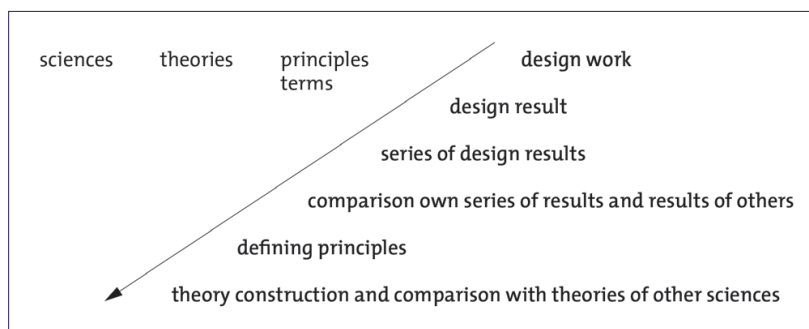 sciences theories principles design work
terms
design result
series of design results
comparison own series of results and results of others
defining principles
theory construction and comparison with theories of other sciences